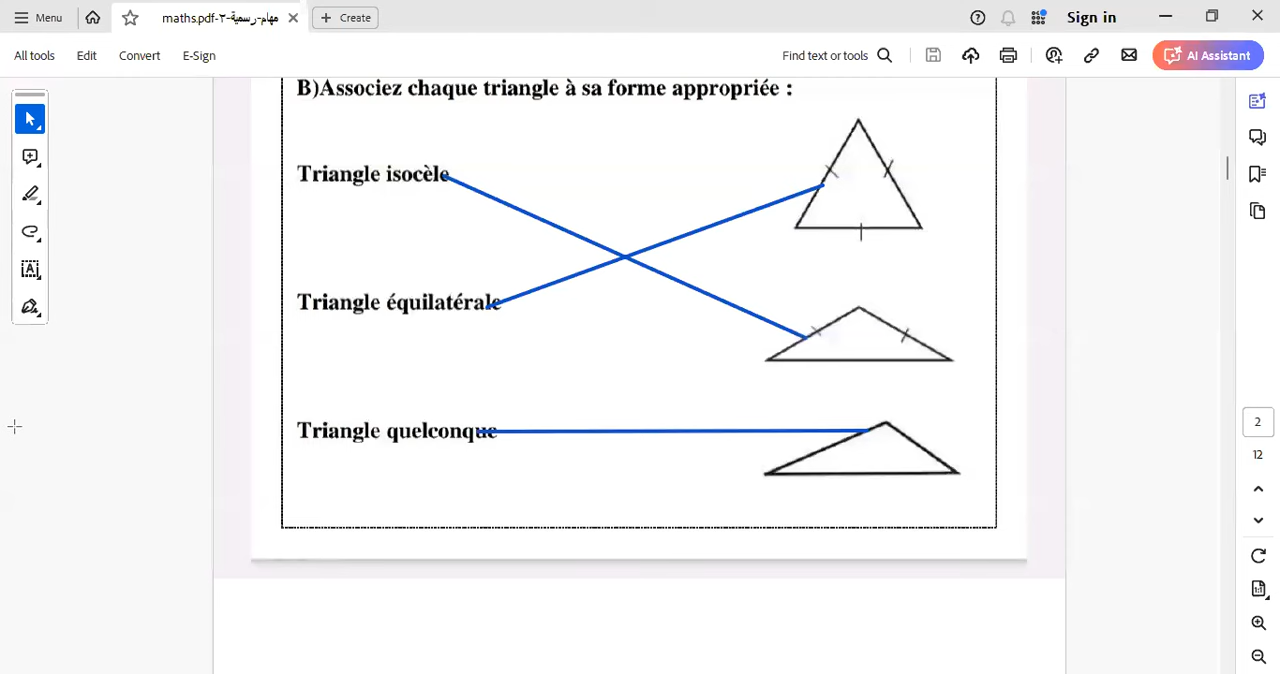 Menu
maths.pdf-٣-مهام-رسمية
Create
Sign in
All tools
Edit
Convert
E-Sign
Find text or tools
AI Assistant
B)Associez chaque triangle à sa forme appropriée :
Triangle isocèle
Triangle équilatérale
Triangle quelconque
2
12